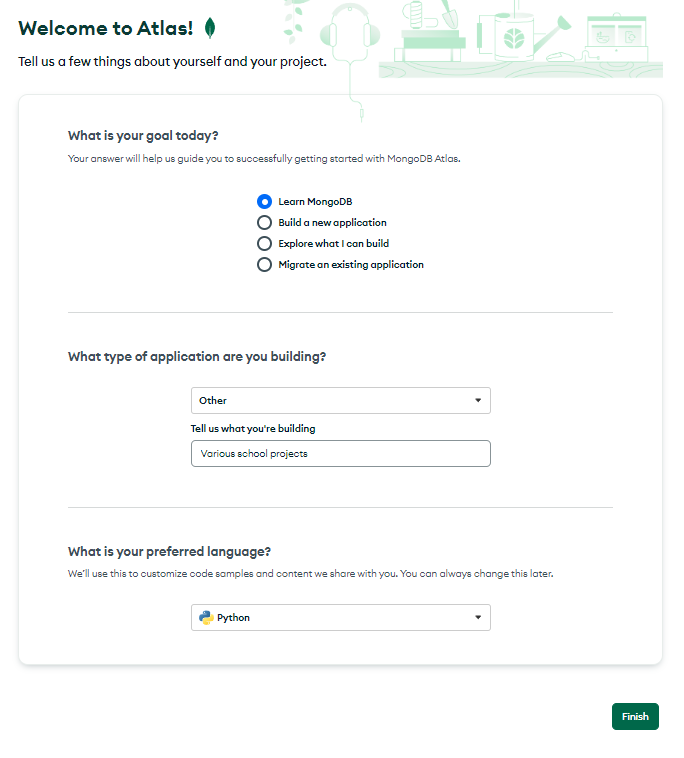 Welcome to Atlas!
Tell us a few things about yourself and your project.
What is your goal today?
Your answer will help us guide you to successfully getting started with MongoDB Atlas.
Learn MongoDB
Build a new application
Explore what I can build
Migrate an existing application
What type of application are you building?
Other
Tell us what you're building
Various school projects
What is your preferred language?
We'll use this to customize code samples and content we share with you. You can always change this later.
Python
Finish